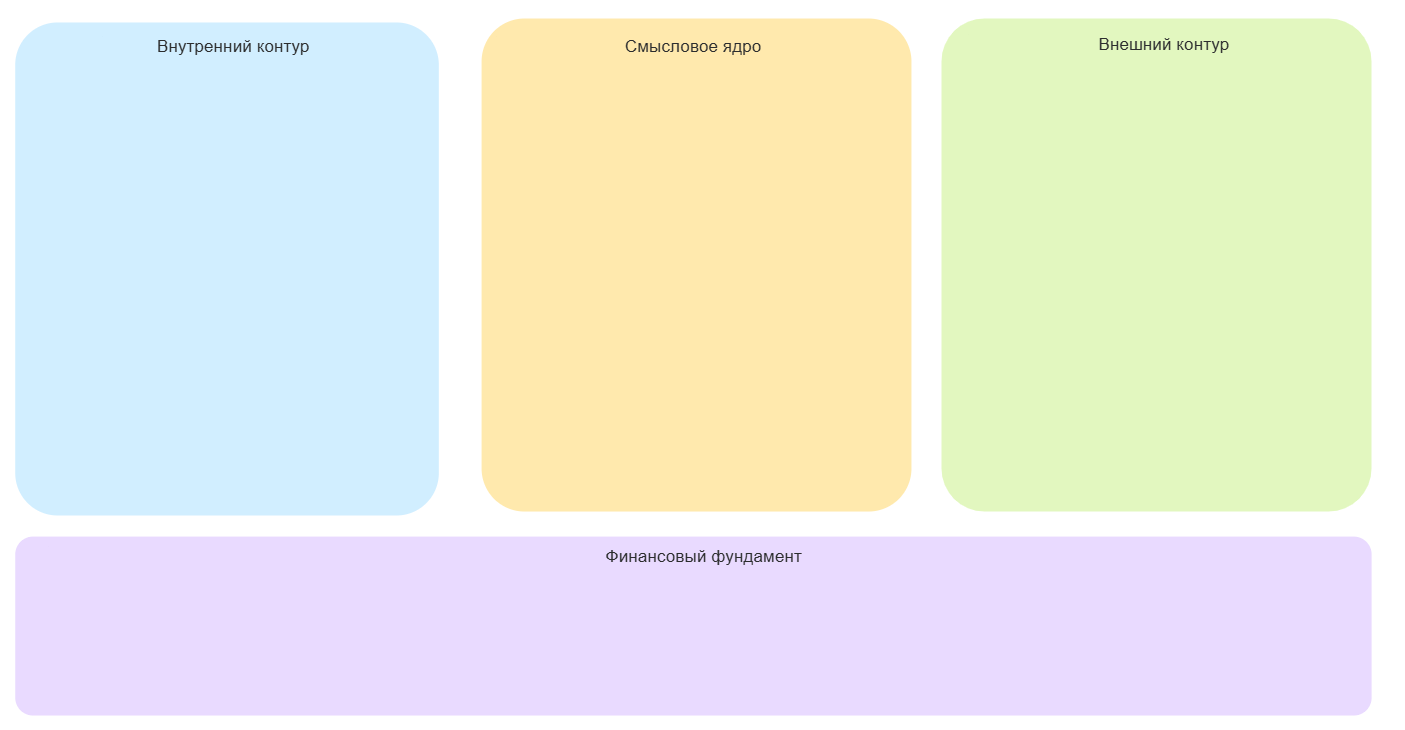 Внутренний контур
Смысловое ядро
Внешний контур
Финансовый фундамент